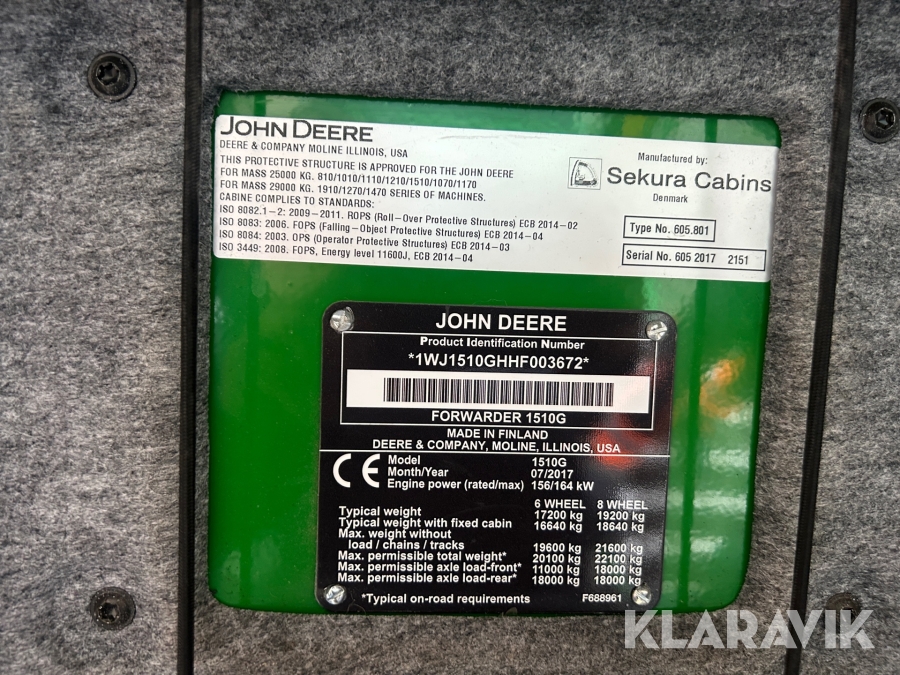 JOHN DEERE
DEERE & COMPANY MOLINE ILLINOIS, USA
THIS PROTECTIVE STRUCTURE IS APPROVED FOR THE JOHN DEERE
FOR MASS 25000 KG. 810/1010/1110/1210/1510/1070/1170
FOR MASS 29000 KG. 1910/1270/1470 SERIES OF MACHINES.
CABINE COMPLIES TO STANDARDS:
ISO 8082.1-2: 2009-2011. ROPS (Roll-Over Protective Structures) ECB 2014-02
ISO 8083: 2006. FOPS (Falling-Object Protective Structures) ECB 2014-04
ISO 8084: 2003. OPS (Operator Protective Structures) ECB 2014-03
ISO 3449: 2008. FOPS, Energy level 11600J, ECB 2014-04
Manufactured by:
Sekura Cabins
Denmark
Type No. 605.801
Serial No. 605 2017 2151
JOHN DEERE
Product Identification Number
*1WJ1510GHHF003672*
FORWARDER 1510G
MADE IN FINLAND
DEERE & COMPANY, MOLINE, ILLINOIS, USA
CE
Model 1510G
Month/Year 07/2017
Engine power (rated/max) 156/164 kW
6 WHEEL 8 WHEEL
Typical weight 17200 kg 19200 kg
Typical weight with fixed cabin 16640 kg 18640 kg
Max. weight without
load / chains / tracks 19600 kg 21600 kg
Max. permissible total weight* 20100 kg 22100 kg
Max. permissible axle load-front* 11000 kg 18000 kg
Max. permissible axle load-rear* 18000 kg 18000 kg
*Typical on-road requirements F688961
KLARAVIK